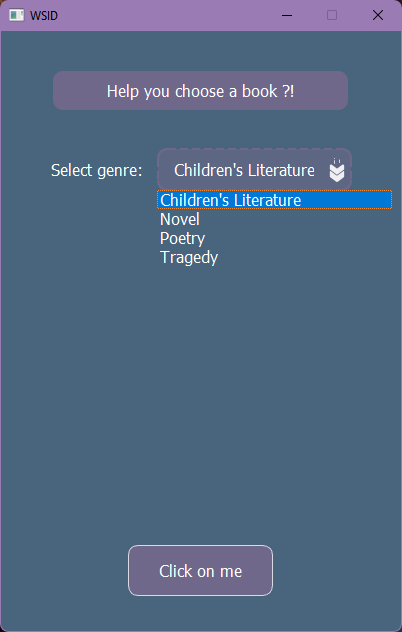 WSID
Help you choose a book ?!
Select genre: Children's Literature
Children's Literature
Novel
Poetry
Tragedy
Click on me